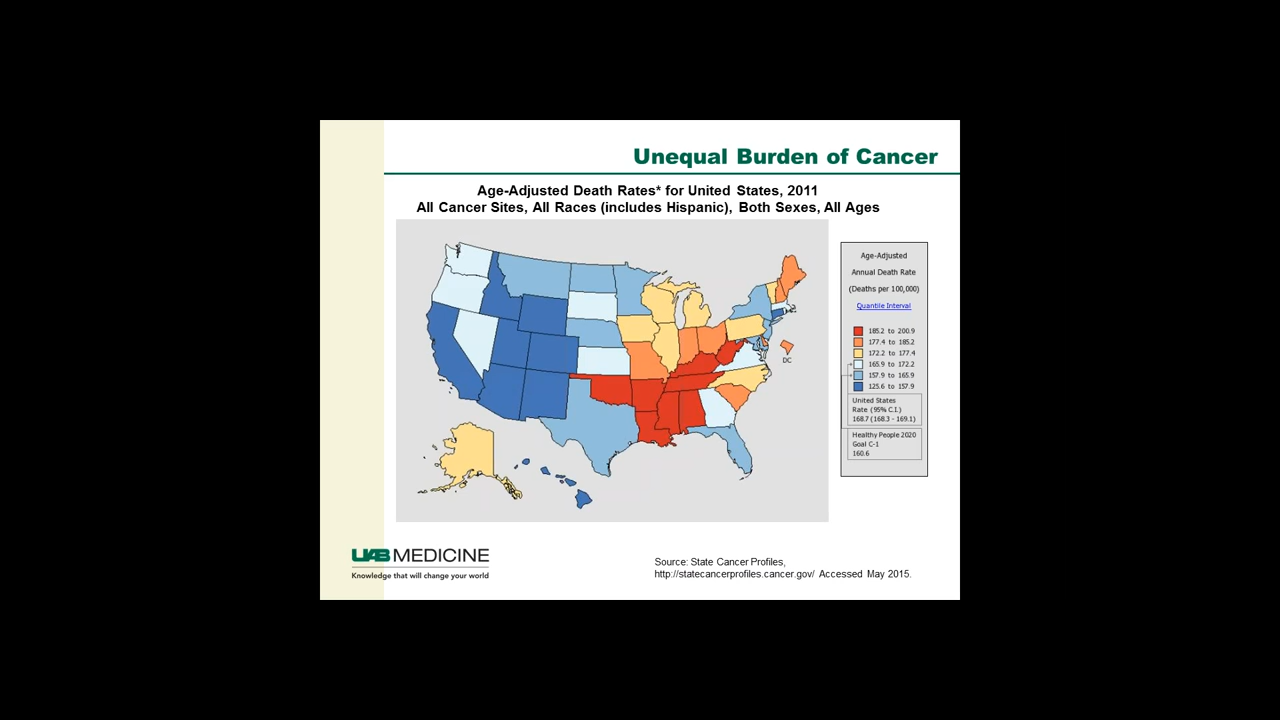 Unequal Burden of Cancer
Age-Adjusted Death Rates* for United States, 2011
All Cancer Sites, All Races (includes Hispanic), Both Sexes, All Ages
DC
Age-Adjusted
Annual Death Rate
(Deaths per 100,000)
Quantile Interval
185.2 to 200.9
177.4 to 185.2
172.2 to 177.4
165.9 to 172.2
157.9 to 165.9
125.6 to 157.9
United States
Rate (95% C.I.)
168.7 (168.3 - 169.1)
Healthy People 2020
Goal C-1
160.6
UAB MEDICINE
Knowledge that will change your world
Source: State Cancer Profiles,
http://statecancerprofiles.cancer.gov/ Accessed May 2015.